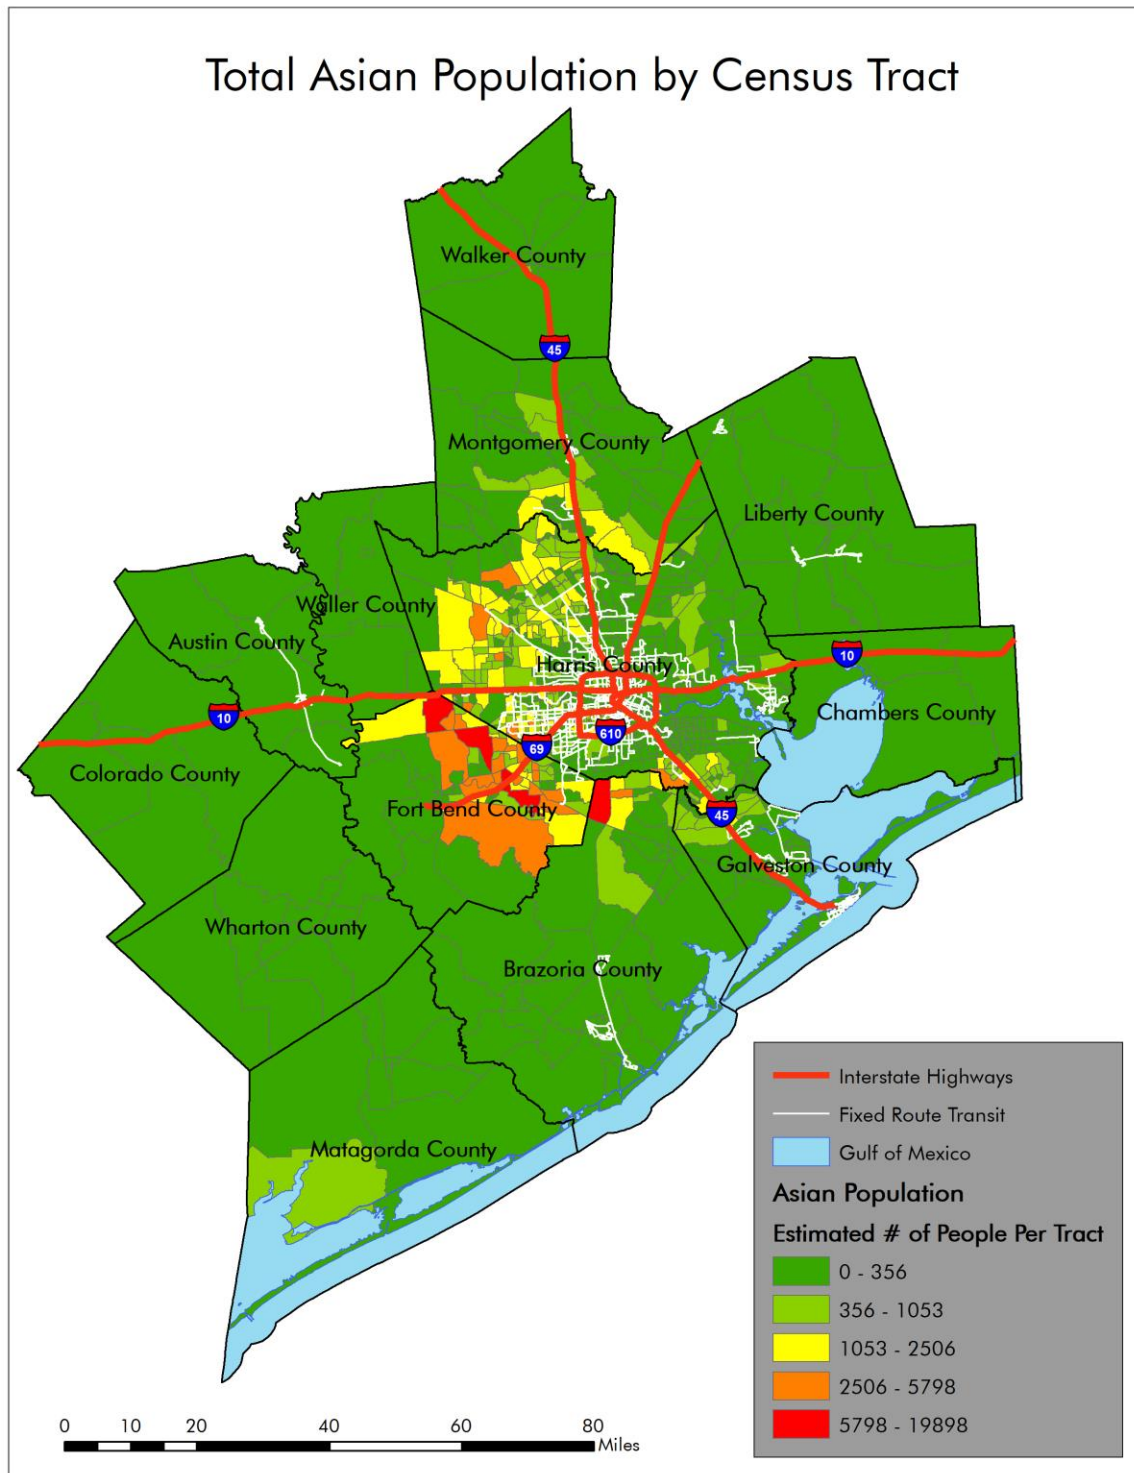 Total Asian Population by Census Tract
Walker County
45
Montgomery County
Liberty County
Waller County
Austin County
Harris County
10
10
Chambers County
69
610
Colorado County
Fort Bend County
45
Galveston County
Wharton County
Brazoria County
Matagorda County
Interstate Highways
Fixed Route Transit
Gulf of Mexico
Asian Population
Estimated # of People Per Tract
0 - 356
356 - 1053
1053 - 2506
2506 - 5798
5798 - 19898
0 10 20 40 60 80
Miles